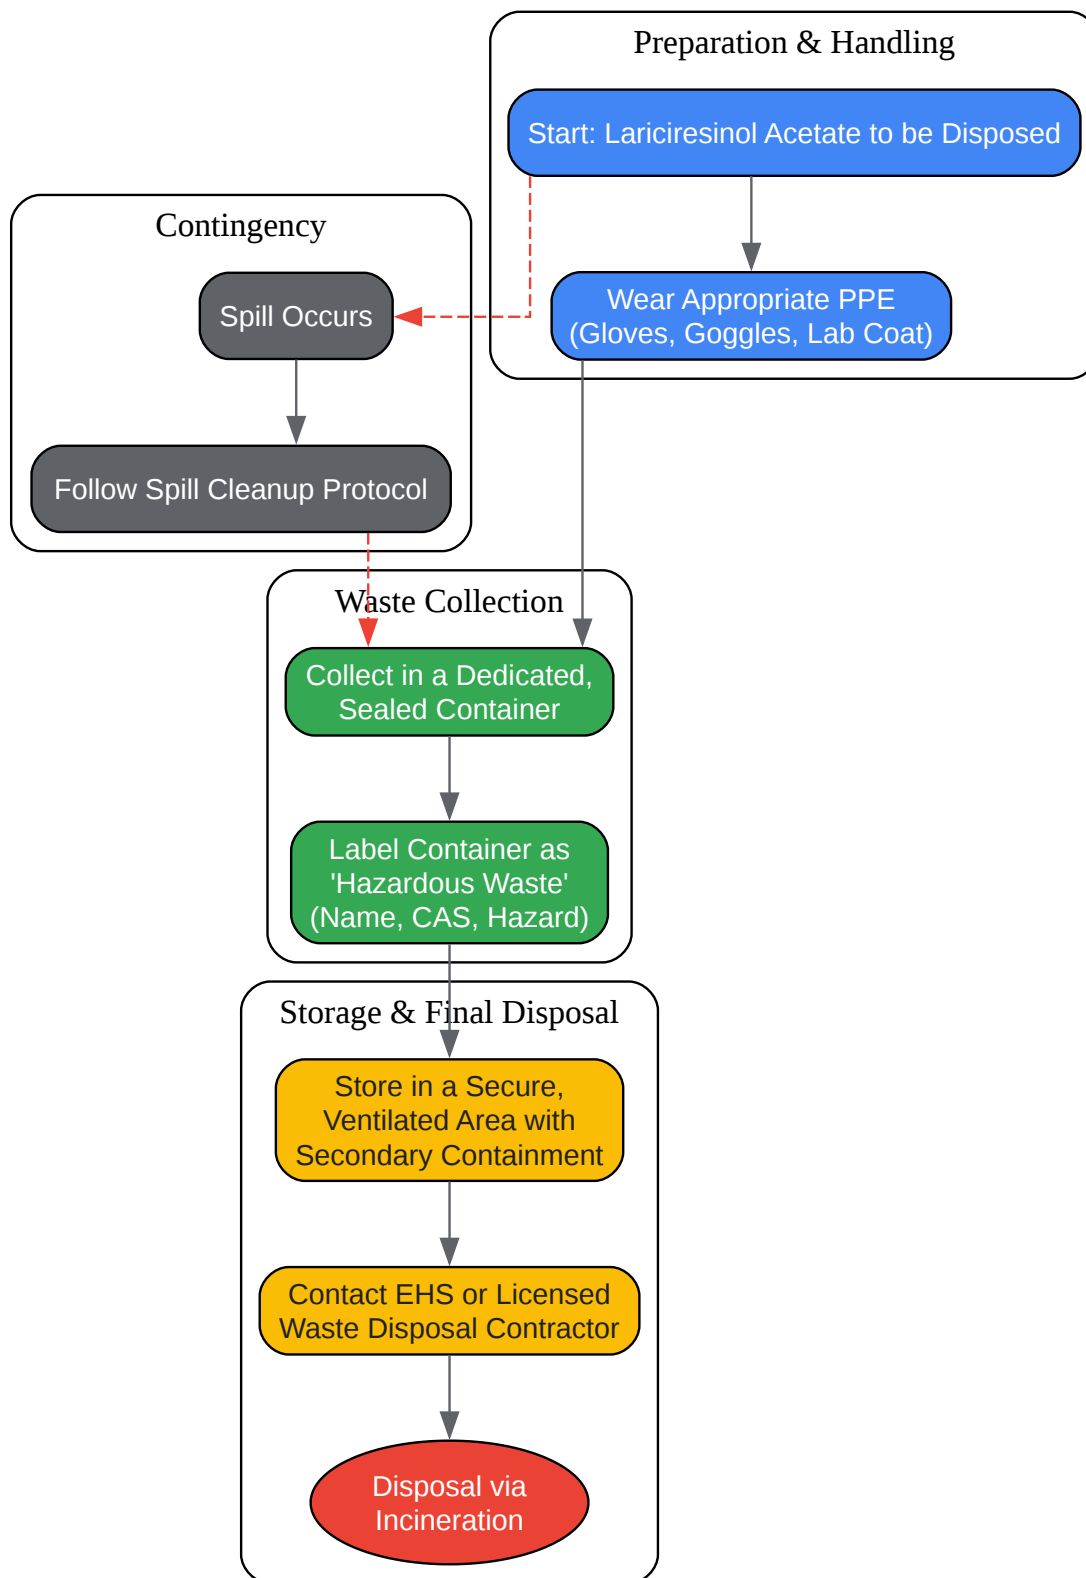 Preparation & Handling
Start: Lariciresinol Acetate to be Disposed
Wear Appropriate PPE
(Gloves, Goggles, Lab Coat)
Contingency
Spill Occurs
Follow Spill Cleanup Protocol
Waste Collection
Collect in a Dedicated,
Sealed Container
Label Container as
'Hazardous Waste'
(Name, CAS, Hazard)
Storage & Final Disposal
Store in a Secure,
Ventilated Area with
Secondary Containment
Contact EHS or Licensed
Waste Disposal Contractor
Disposal via
Incineration